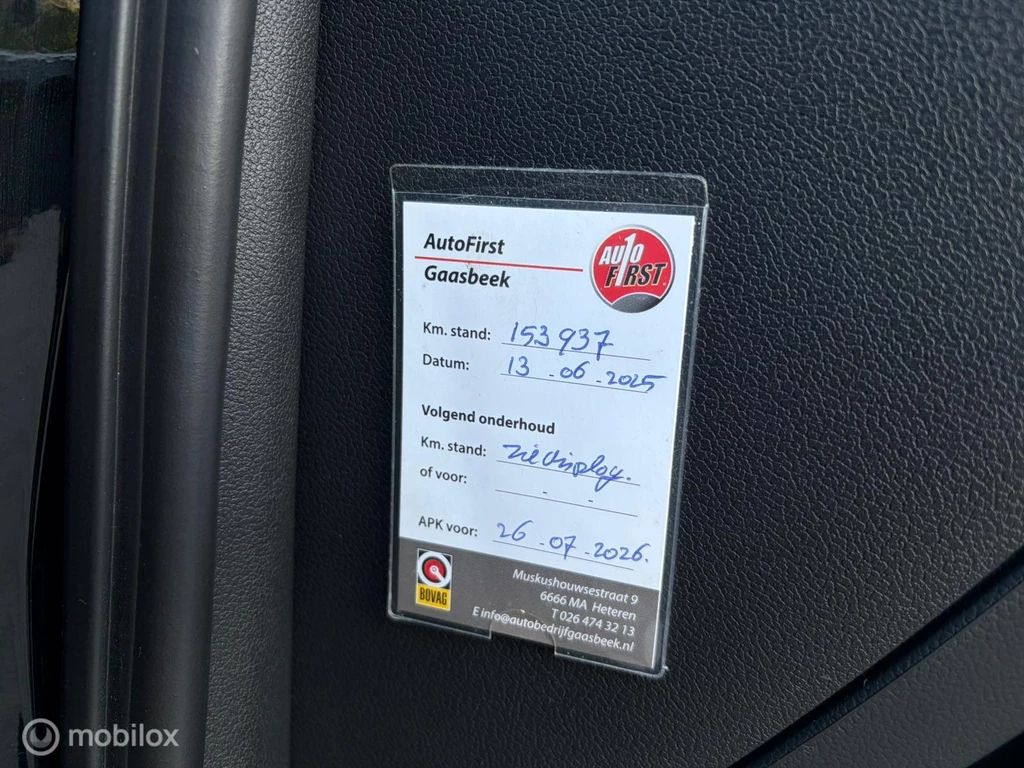 AutoFirst
Gaasbeek
AUTO
F1RST
Km. stand: 153937
Datum: 13 - 06 - 2025
Volgend onderhoud
Km. stand: zie display.
of voor: - -
APK voor: 26 - 07 - 2026.
BOVAG
Muskushouwsestraat 9
6666 MA Heteren
T 026 474 32 13
E info@autobedrijfgaasbeek.nl
mobilox